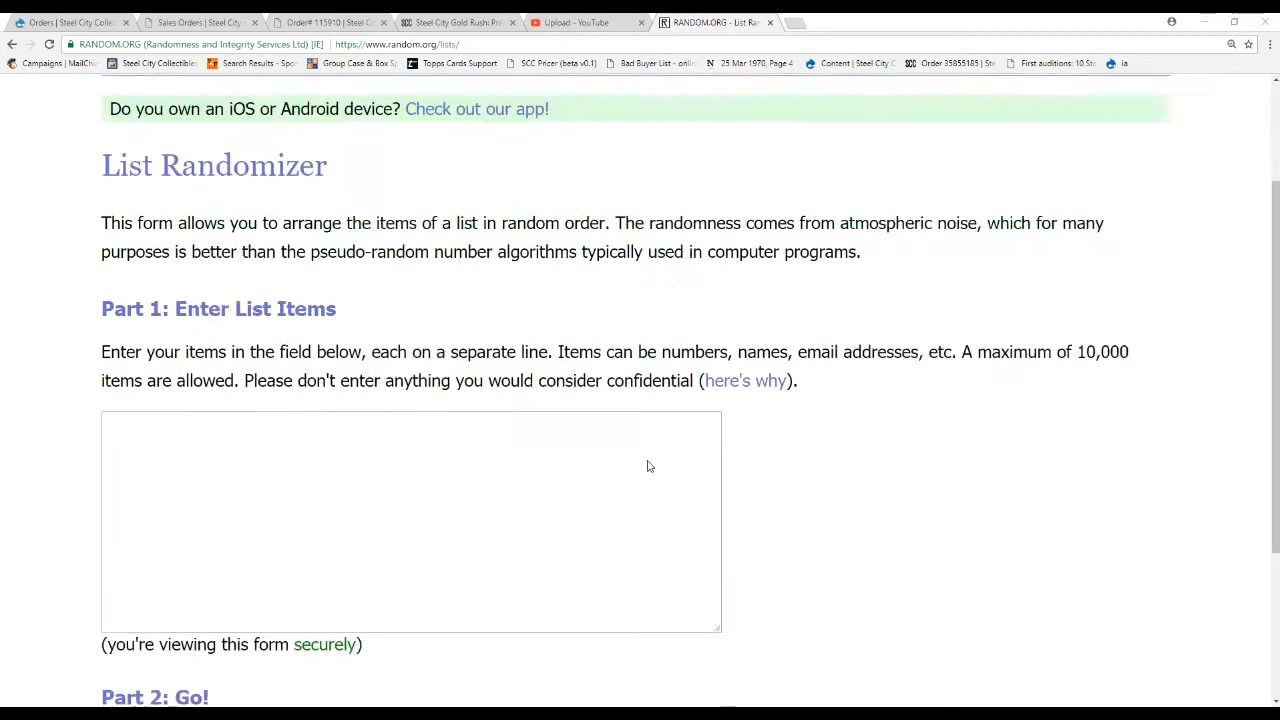 Orders | Steel City Collec
Sales Orders | Steel City
Order# 115910 | Steel C
Steel City Gold Rush: Pre
Upload - YouTube
RANDOM.ORG - List Ra
RANDOM.ORG (Randomness and Integrity Services Ltd) [IE]
https://www.random.org/lists/
Campaigns | MailChi
Steel City Collectibles
Search Results - Spo
Group Case & Box Sp
Topps Cards Support
SCC Pricer (beta v0.1)
Bad Buyer List - onlin
25 Mar 1970, Page 4
Content | Steel City C
Order 35855185 | Ste
First auditions: 10 Ste
ia
Do you own an iOS or Android device? Check out our app!
List Randomizer
This form allows you to arrange the items of a list in random order. The randomness comes from atmospheric noise, which for many
purposes is better than the pseudo-random number algorithms typically used in computer programs.
Part 1: Enter List Items
Enter your items in the field below, each on a separate line. Items can be numbers, names, email addresses, etc. A maximum of 10,000
items are allowed. Please don't enter anything you would consider confidential (here's why).
(you're viewing this form securely)
Part 2: Go!